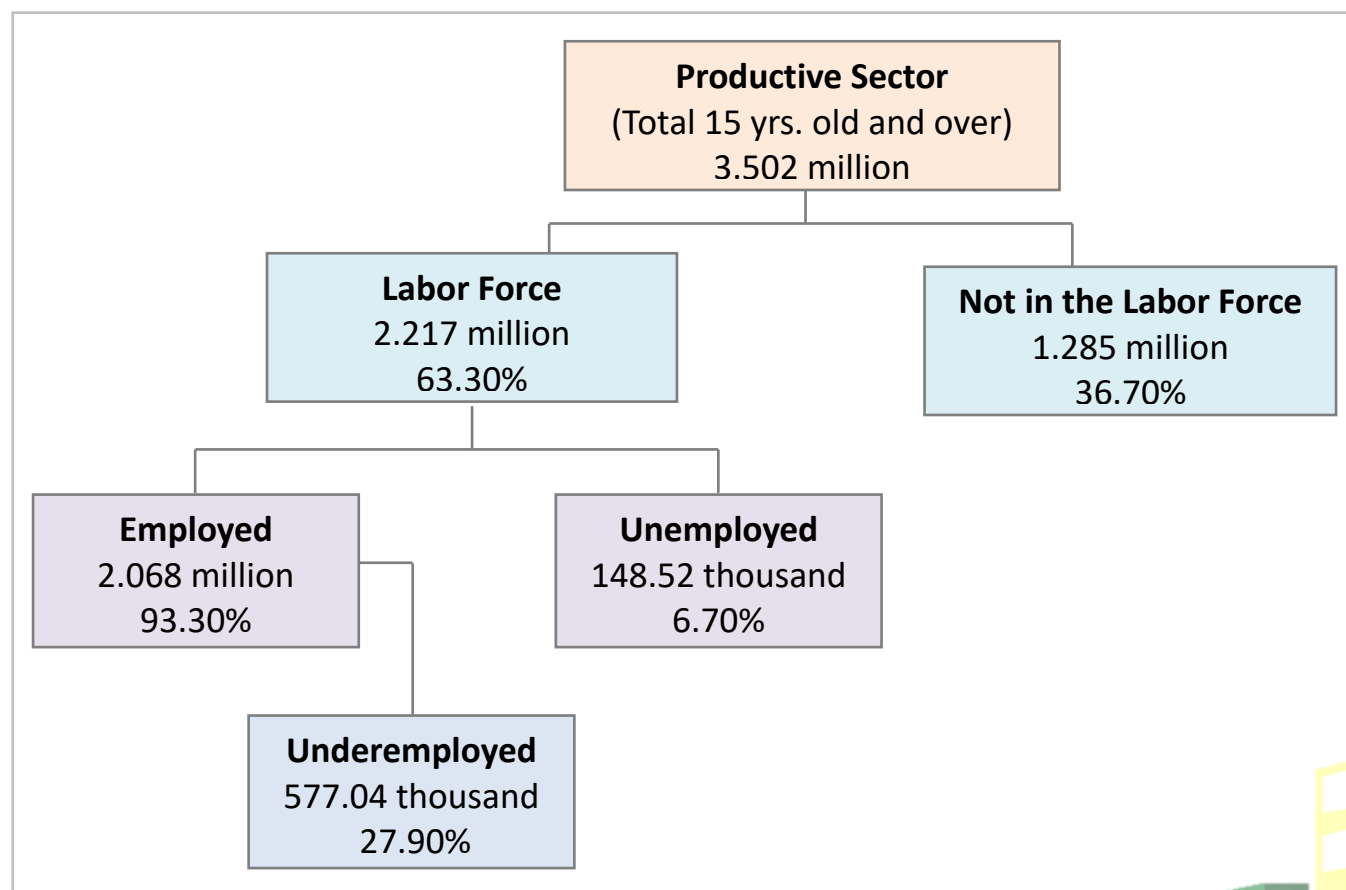 Productive Sector
(Total 15 yrs. old and over)
3.502 million
Labor Force
2.217 million
63.30%
Not in the Labor Force
1.285 million
36.70%
Employed
2.068 million
93.30%
Unemployed
148.52 thousand
6.70%
Underemployed
577.04 thousand
27.90%